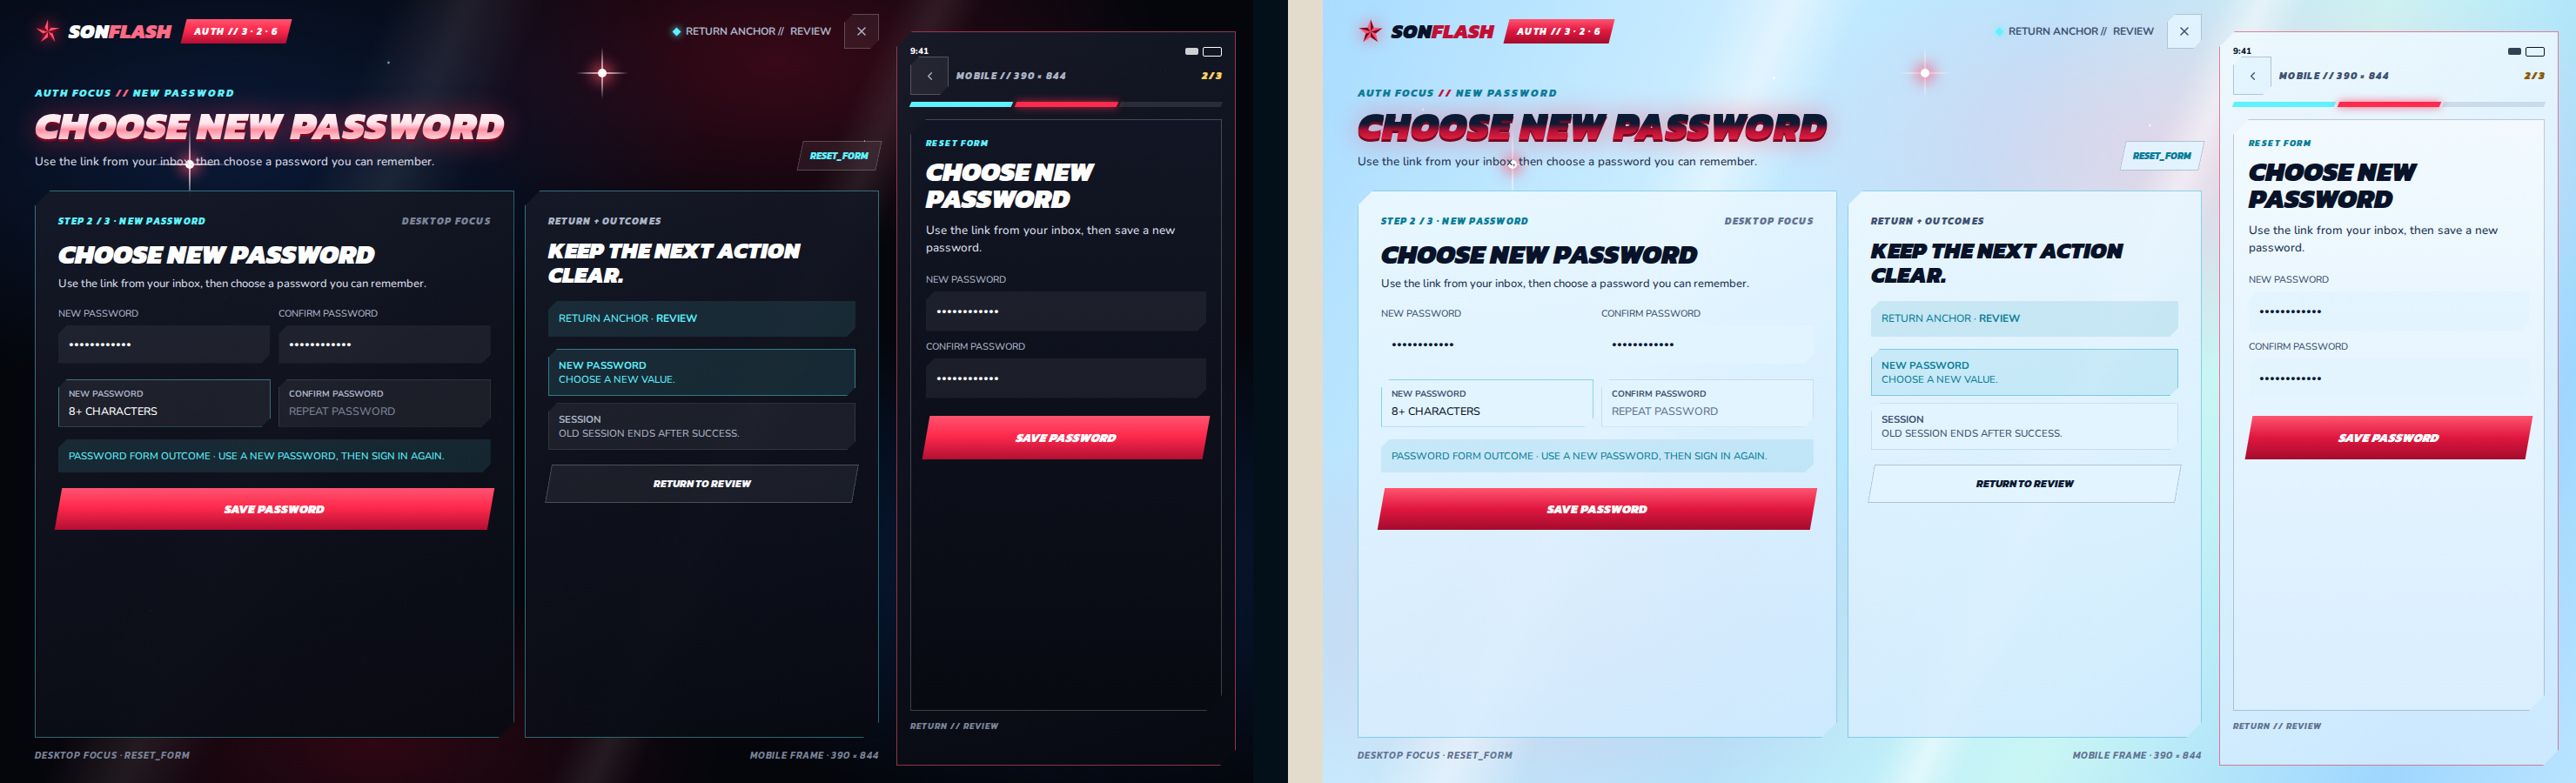 SONFLASH
AUTH // 3 · 2 · 6
RETURN ANCHOR // REVIEW
AUTH FOCUS // NEW PASSWORD
CHOOSE NEW PASSWORD
Use the link from your inbox, then choose a password you can remember.
RESET_FORM
STEP 2 / 3 · NEW PASSWORD
DESKTOP FOCUS
CHOOSE NEW PASSWORD
Use the link from your inbox, then choose a password you can remember.
NEW PASSWORD
CONFIRM PASSWORD
••••••••••••
••••••••••••
NEW PASSWORD
8+ CHARACTERS
CONFIRM PASSWORD
REPEAT PASSWORD
PASSWORD FORM OUTCOME · USE A NEW PASSWORD, THEN SIGN IN AGAIN.
SAVE PASSWORD
RETURN + OUTCOMES
KEEP THE NEXT ACTION
CLEAR.
RETURN ANCHOR · REVIEW
NEW PASSWORD
CHOOSE A NEW VALUE.
SESSION
OLD SESSION ENDS AFTER SUCCESS.
RETURN TO REVIEW
DESKTOP FOCUS · RESET_FORM
MOBILE FRAME · 390 × 844
9:41
MOBILE // 390 × 844
2/3
RESET FORM
CHOOSE NEW
PASSWORD
Use the link from your inbox, then save a new
password.
NEW PASSWORD
••••••••••••
CONFIRM PASSWORD
••••••••••••
SAVE PASSWORD
RETURN // REVIEW
SONFLASH
AUTH // 3 · 2 · 6
RETURN ANCHOR // REVIEW
AUTH FOCUS // NEW PASSWORD
CHOOSE NEW PASSWORD
Use the link from your inbox, then choose a password you can remember.
RESET_FORM
STEP 2 / 3 · NEW PASSWORD
DESKTOP FOCUS
CHOOSE NEW PASSWORD
Use the link from your inbox, then choose a password you can remember.
NEW PASSWORD
CONFIRM PASSWORD
••••••••••••
••••••••••••
NEW PASSWORD
8+ CHARACTERS
CONFIRM PASSWORD
REPEAT PASSWORD
PASSWORD FORM OUTCOME · USE A NEW PASSWORD, THEN SIGN IN AGAIN.
SAVE PASSWORD
RETURN + OUTCOMES
KEEP THE NEXT ACTION
CLEAR.
RETURN ANCHOR · REVIEW
NEW PASSWORD
CHOOSE A NEW VALUE.
SESSION
OLD SESSION ENDS AFTER SUCCESS.
RETURN TO REVIEW
DESKTOP FOCUS · RESET_FORM
MOBILE FRAME · 390 × 844
9:41
MOBILE // 390 × 844
2/3
RESET FORM
CHOOSE NEW
PASSWORD
Use the link from your inbox, then save a new
password.
NEW PASSWORD
••••••••••••
CONFIRM PASSWORD
••••••••••••
SAVE PASSWORD
RETURN // REVIEW